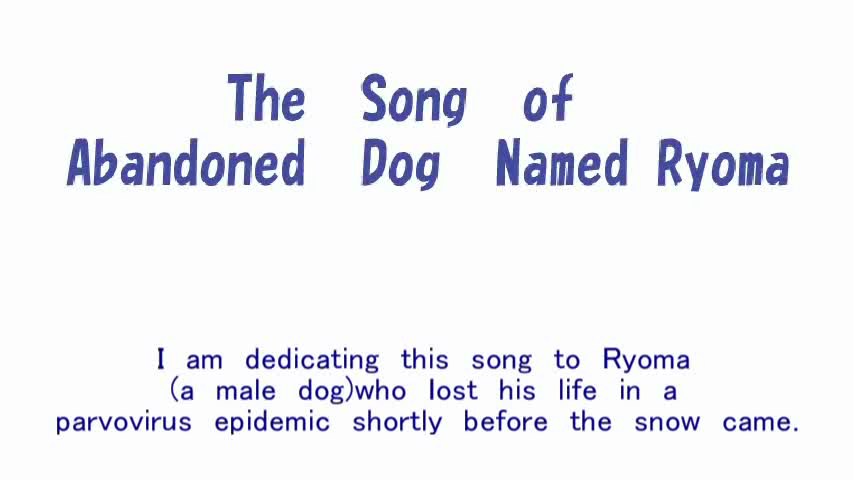 The Song of
Abandoned Dog Named Ryoma
I am dedicating this song to Ryoma
(a male dog)who lost his life in a
parvovirus epidemic shortly before the snow came.